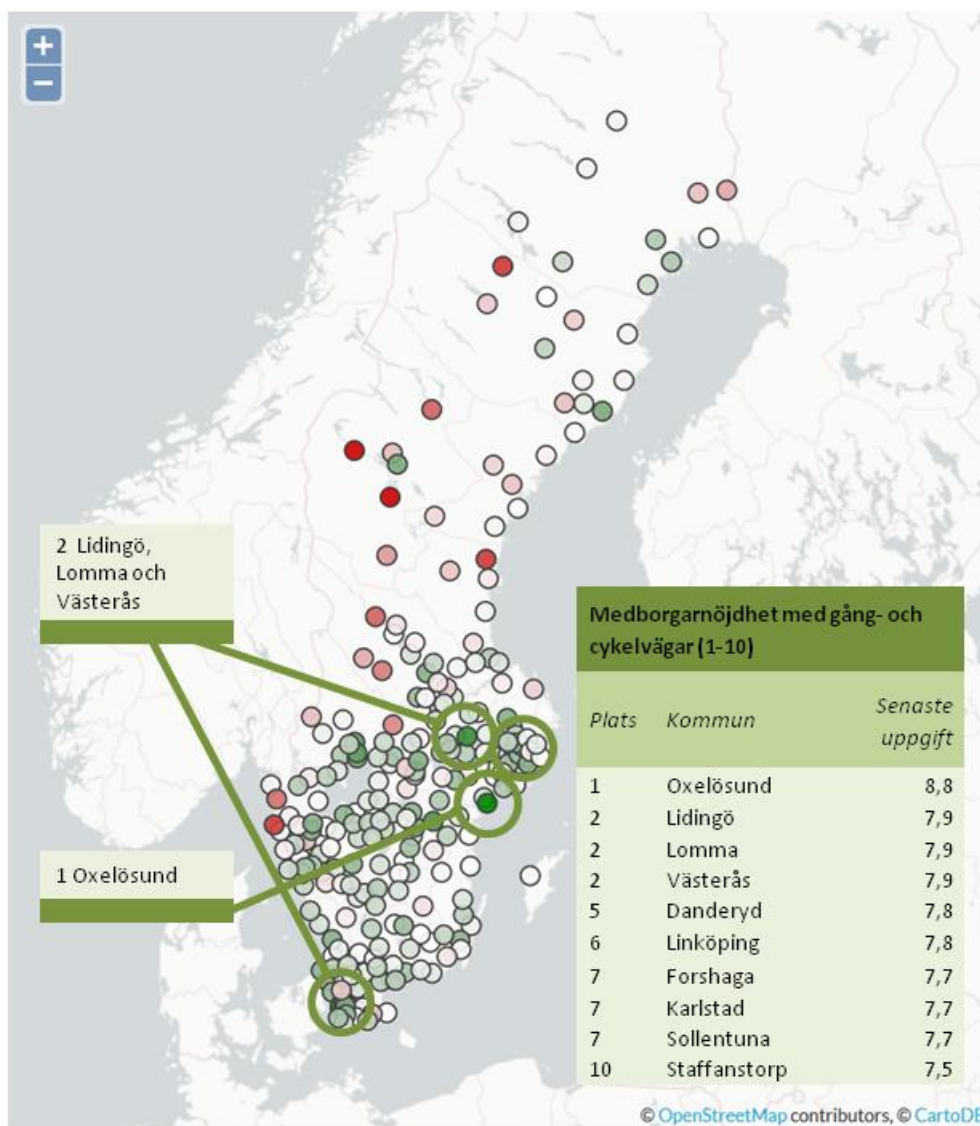 +
−
2 Lidingö,
Lomma och
Västerås
1 Oxelösund
Medborgarnöjdhet med gång- och
cykelvägar (1-10)
Plats Kommun Senaste
uppgift
1 Oxelösund 8,8
2 Lidingö 7,9
2 Lomma 7,9
2 Västerås 7,9
5 Danderyd 7,8
6 Linköping 7,8
7 Forshaga 7,7
7 Karlstad 7,7
7 Sollentuna 7,7
10 Staffanstorp 7,5
© OpenStreetMap contributors, © CartoDB